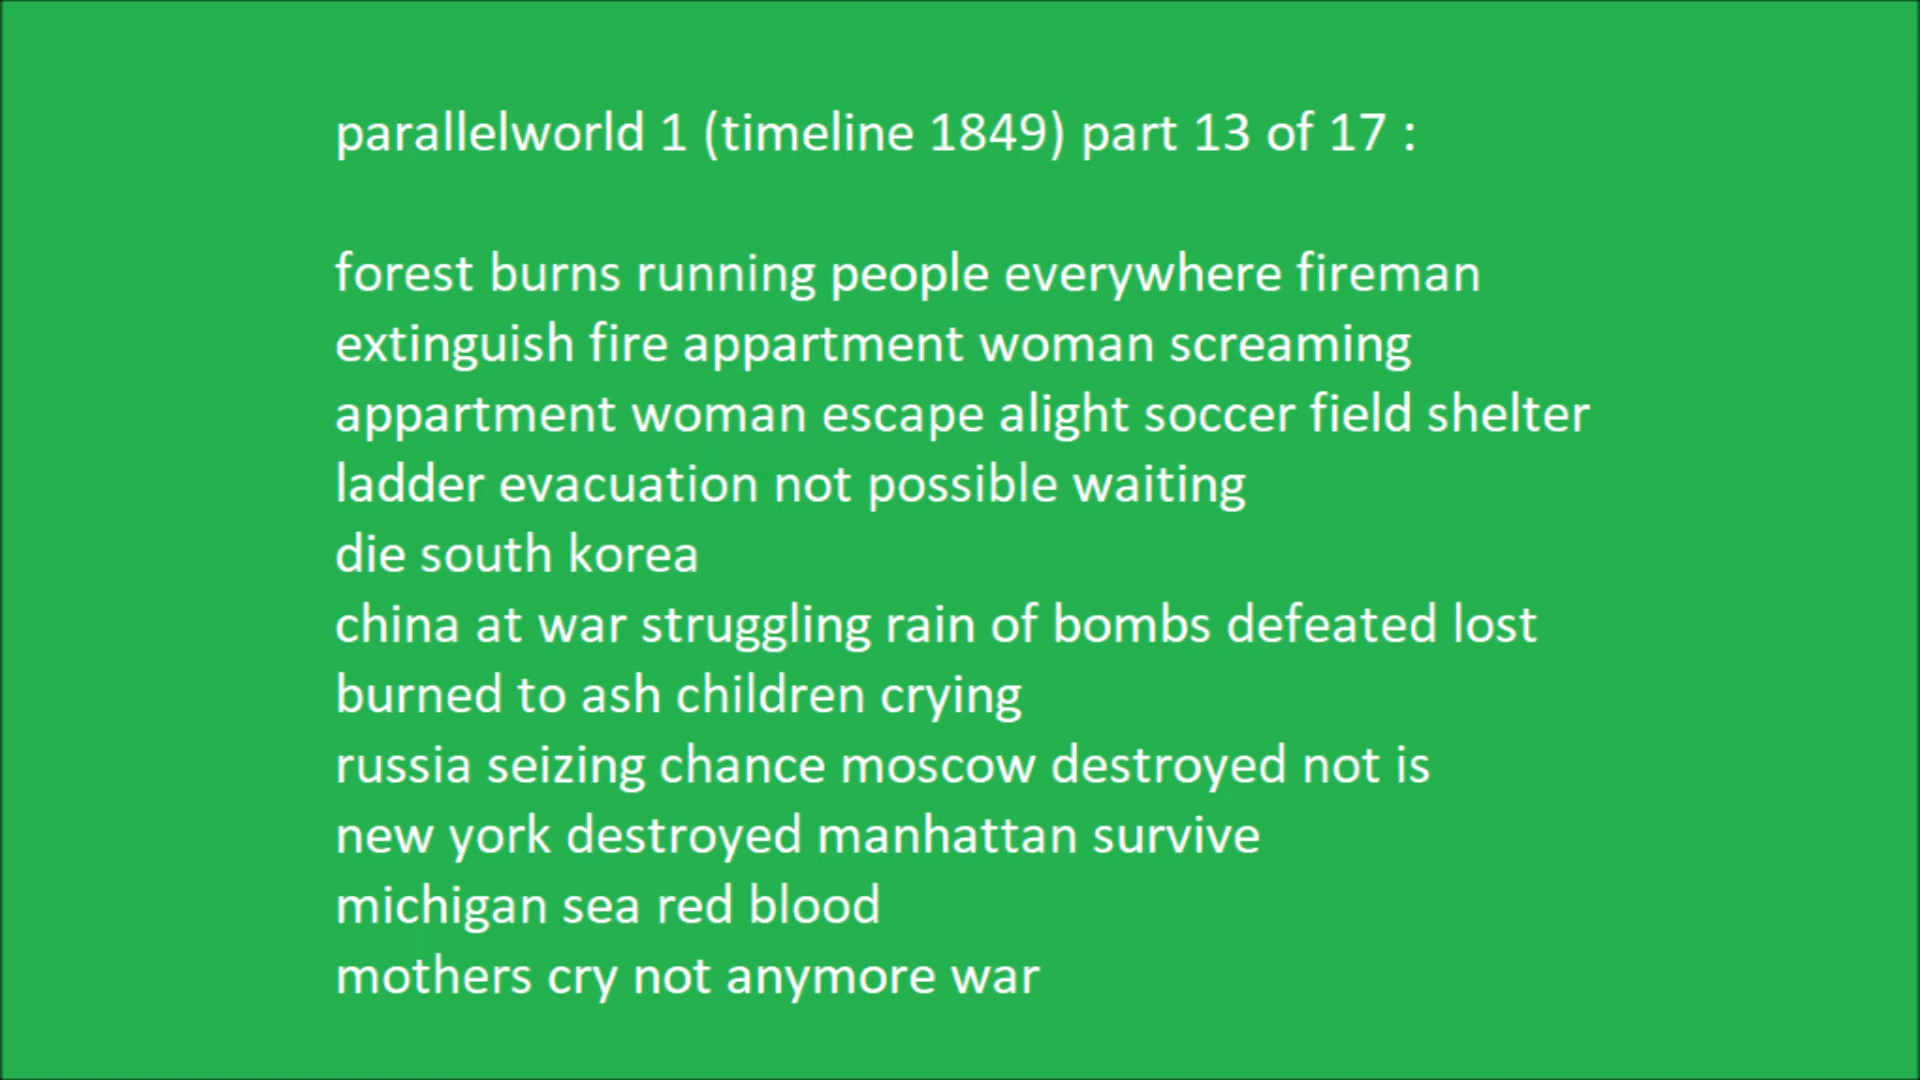 parallelworld 1 (timeline 1849) part 13 of 17 :
forest burns running people everywhere fireman
extinguish fire appartment woman screaming
appartment woman escape alight soccer field shelter
ladder evacuation not possible waiting
die south korea
china at war struggling rain of bombs defeated lost
burned to ash children crying
russia seizing chance moscow destroyed not is
new york destroyed manhattan survive
michigan sea red blood
mothers cry not anymore war